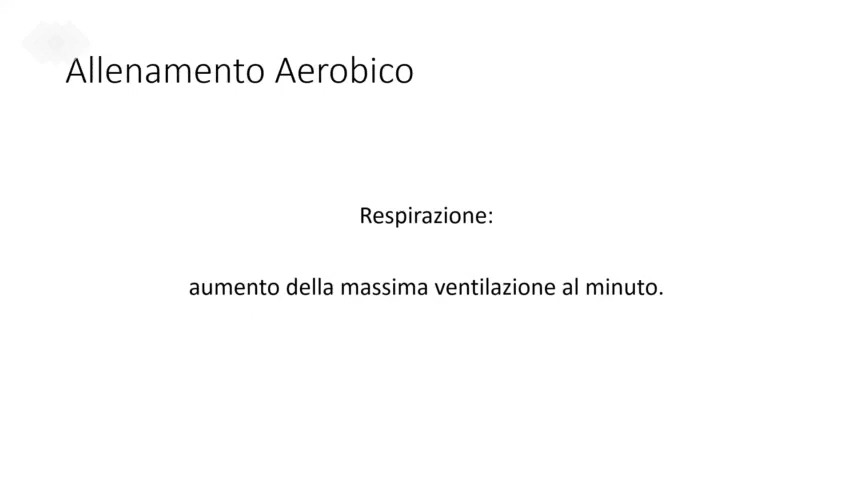 Allenamento Aerobico
Respirazione:
aumento della massima ventilazione al minuto.